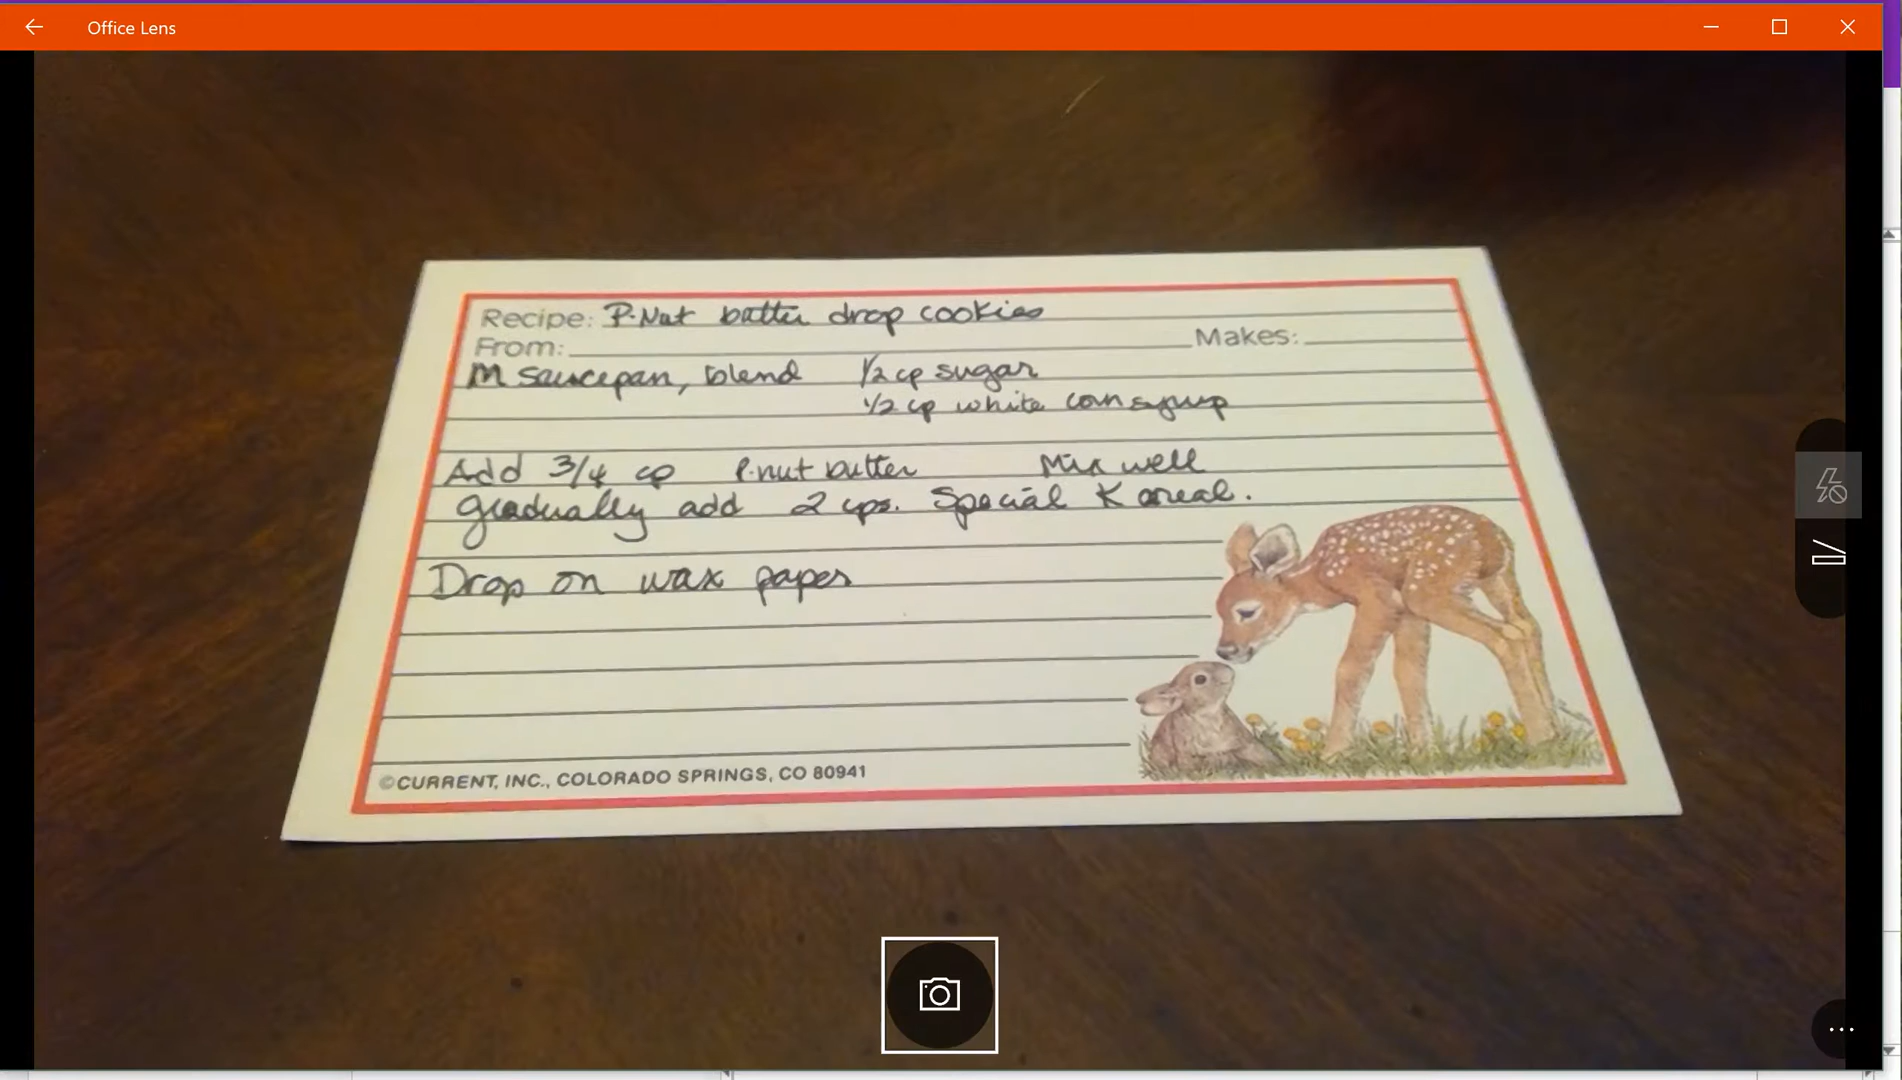 Office Lens
Recipe: P.Nut butter drop cookies
From: Makes:
M saucepan, blend 1/2 cp sugar
1/2 cp white corn syrup
Add 3/4 cp P.nut butter Mix well
gradually add 2 cps. Special K cereal.
Drop on wax paper
©CURRENT, INC., COLORADO SPRINGS, CO 80941